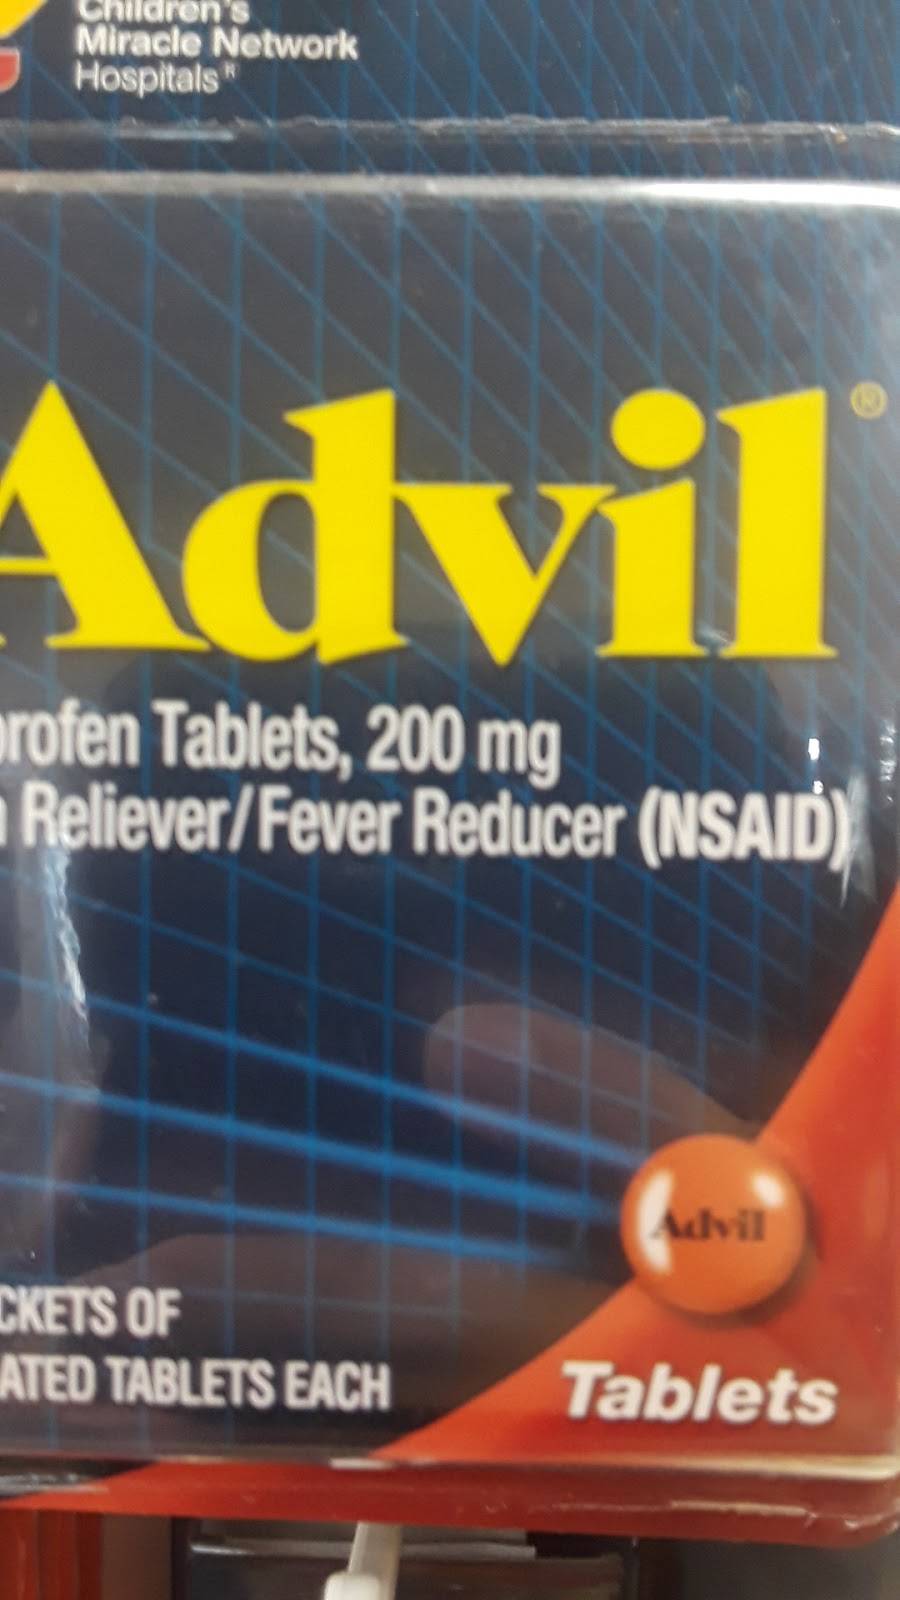 Children's
Miracle Network
Hospitals®
Advil®
profen Tablets, 200 mg
n Reliever/Fever Reducer (NSAID)
Advil
CKETS OF
ATED TABLETS EACH
Tablets